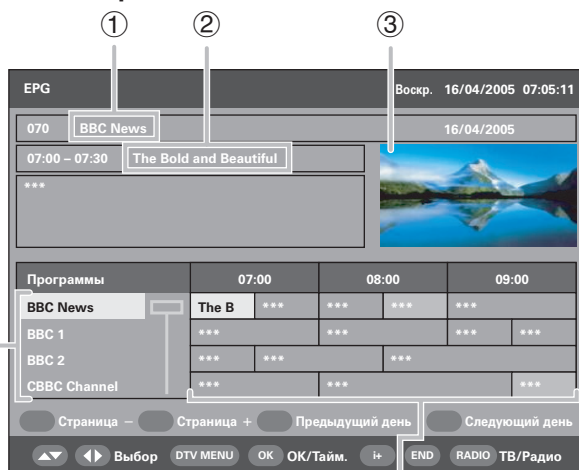 ① ② ③
EPG Воскр. 16/04/2005 07:05:11
070 BBC News 16/04/2005
07:00 – 07:30 The Bold and Beautiful
***
Программы 07:00 08:00 09:00
BBC News The B *** *** *** ***
BBC 1 *** *** *** ***
BBC 2 *** *** ***
CBBC Channel *** *** ***
Страница – Страница + Предыдущий день Следующий день
Выбор DTV MENU OK ОК/Тайм. i+ END RADIO ТВ/Радио